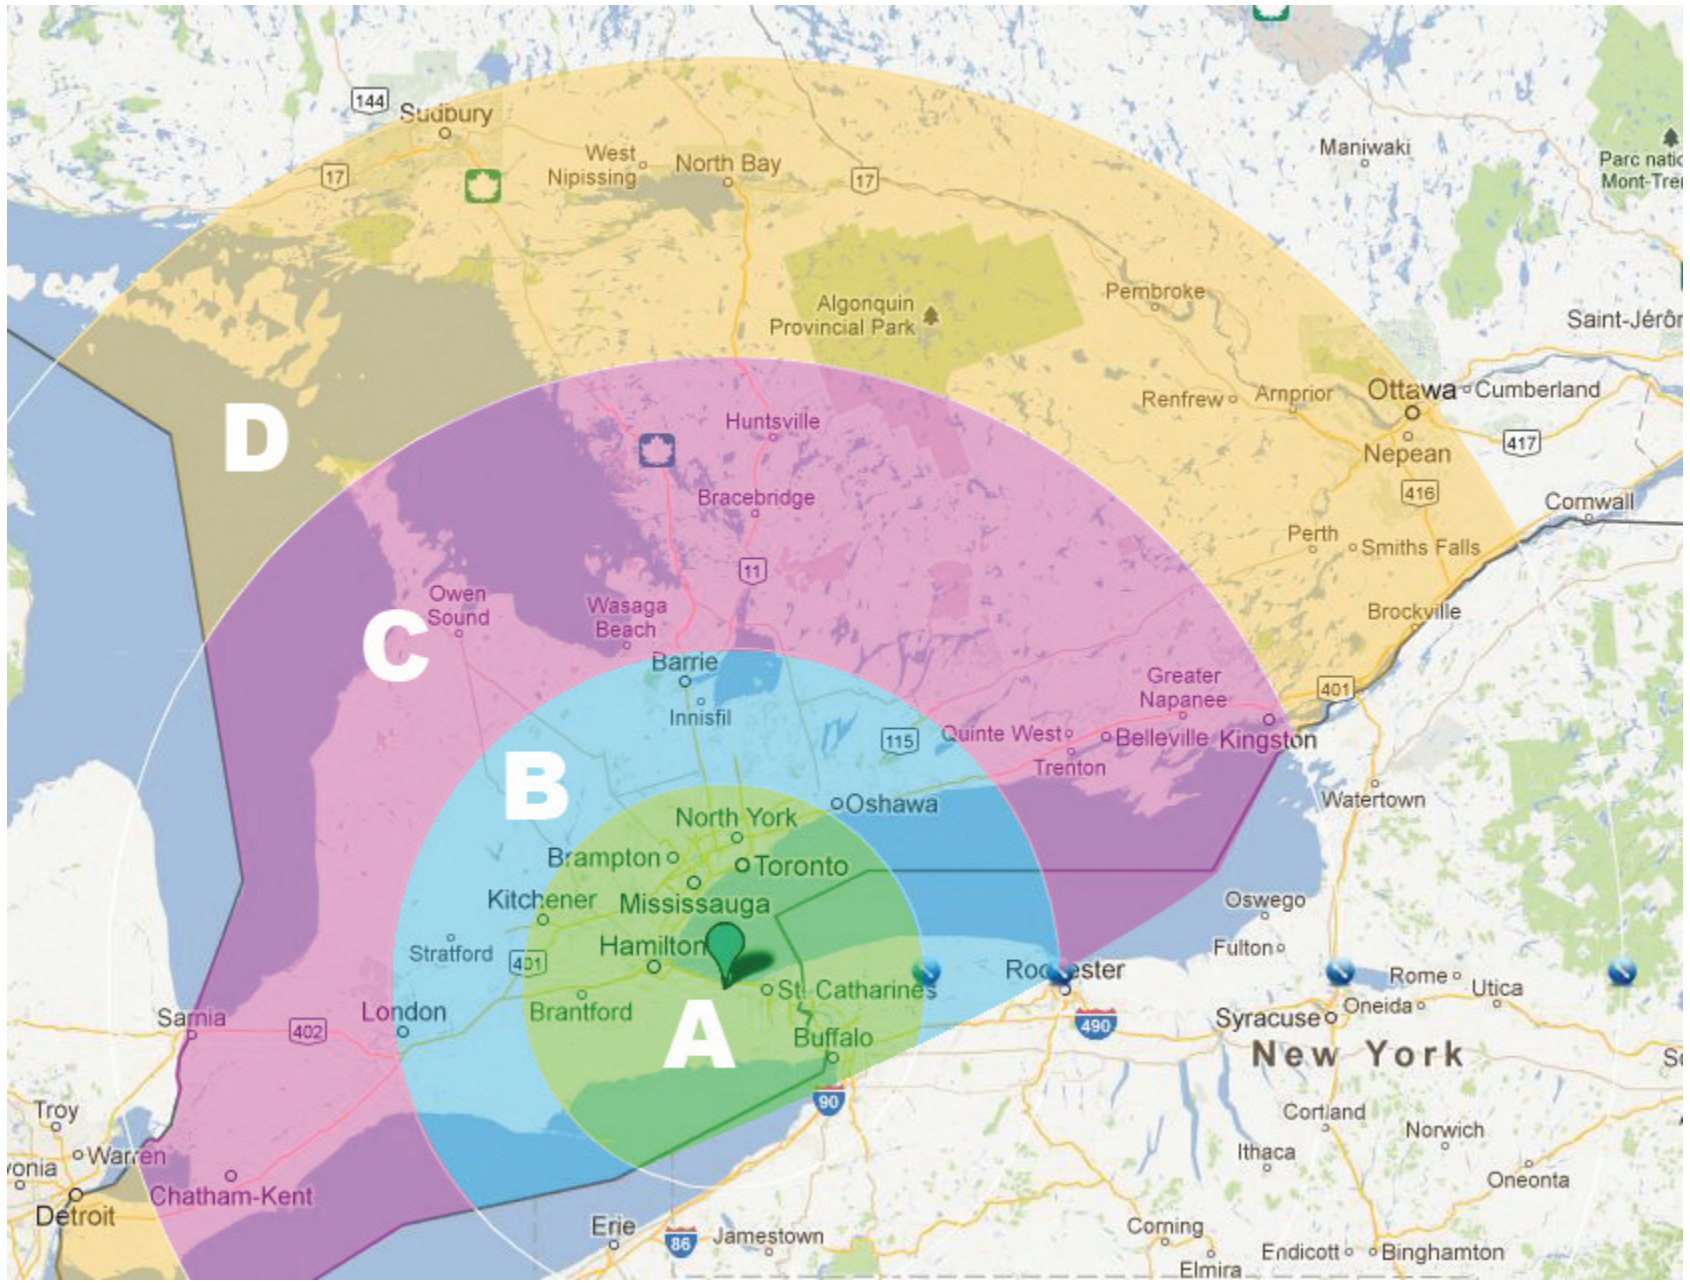 144
Sudbury
West
Nipissing
North Bay
17
17
Maniwaki
Parc natio
Mont-Tre
Algonquin
Provincial Park
Pembroke
Saint-Jérôr
D
Renfrew
Arnprior
Ottawa
Cumberland
Huntsville
417
Nepean
Bracebridge
416
Cornwall
Perth
Smiths Falls
11
Owen
Sound
Wasaga
Beach
Brockville
C
Barrie
Innisfil
Greater
Napanee
401
115
Quinte West
Belleville
Kingston
Trenton
B
Oshawa
Watertown
North York
Brampton
Toronto
Kitchener
Mississauga
Oswego
Stratford
401
Hamilton
Fulton
Rochester
Rome
Utica
St. Catharines
Brantford
London
Sarnia
402
A
Buffalo
490
Syracuse
Oneida
New York
90
Troy
Cortland
Norwich
Warren
vonia
Ithaca
Oneonta
Chatham-Kent
Detroit
Erie
86
Jamestown
Corning
Elmira
Endicott
Binghamton